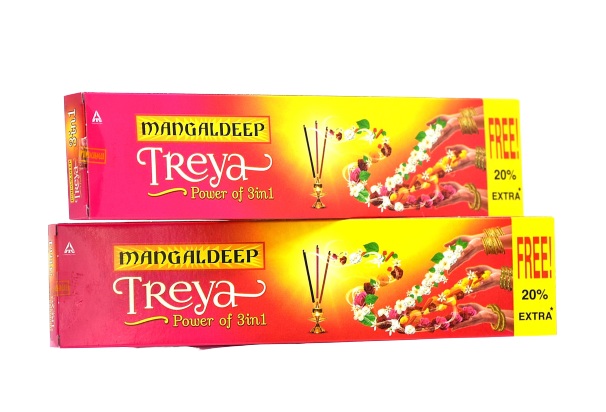 MANGALDEEP
Treya
Power of 3in1
FREE!
20%
EXTRA*
MANGALDEEP
Treya
Power of 3in1
FREE!
20%
EXTRA*